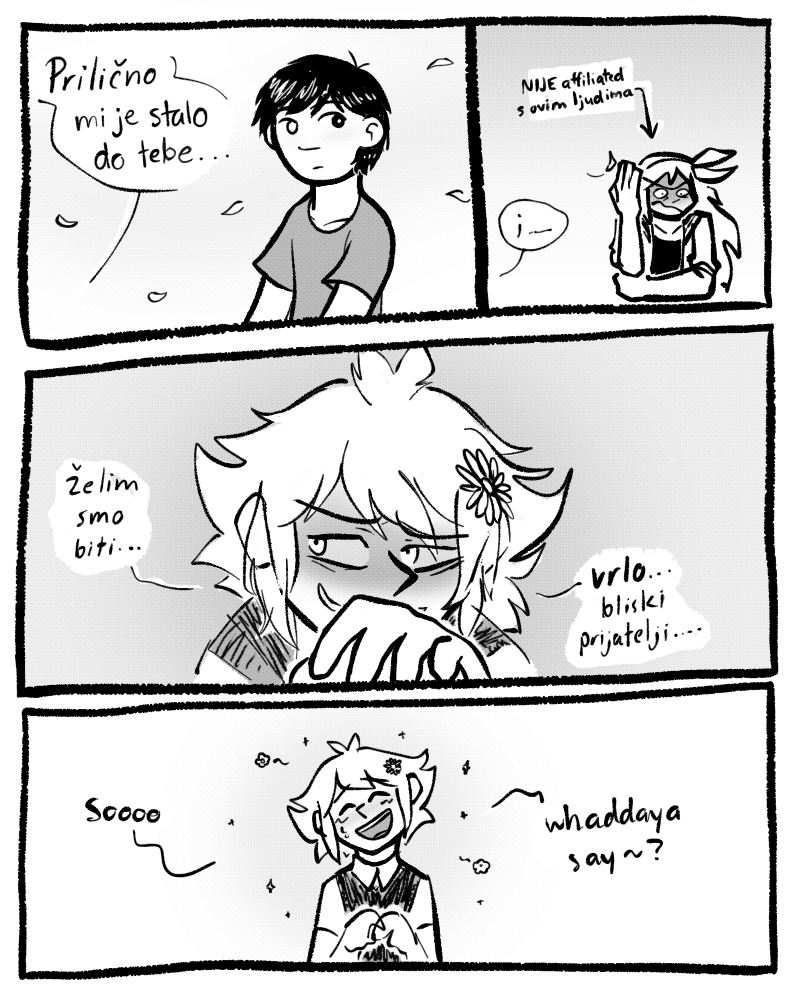 Prilično
mi je stalo
do tebe...
NIJE affiliated
s ovim ljudima
i...
Želim
smo
biti...
vrlo...
bliski
prijatelji....
Soooo
whaddaya
say~?